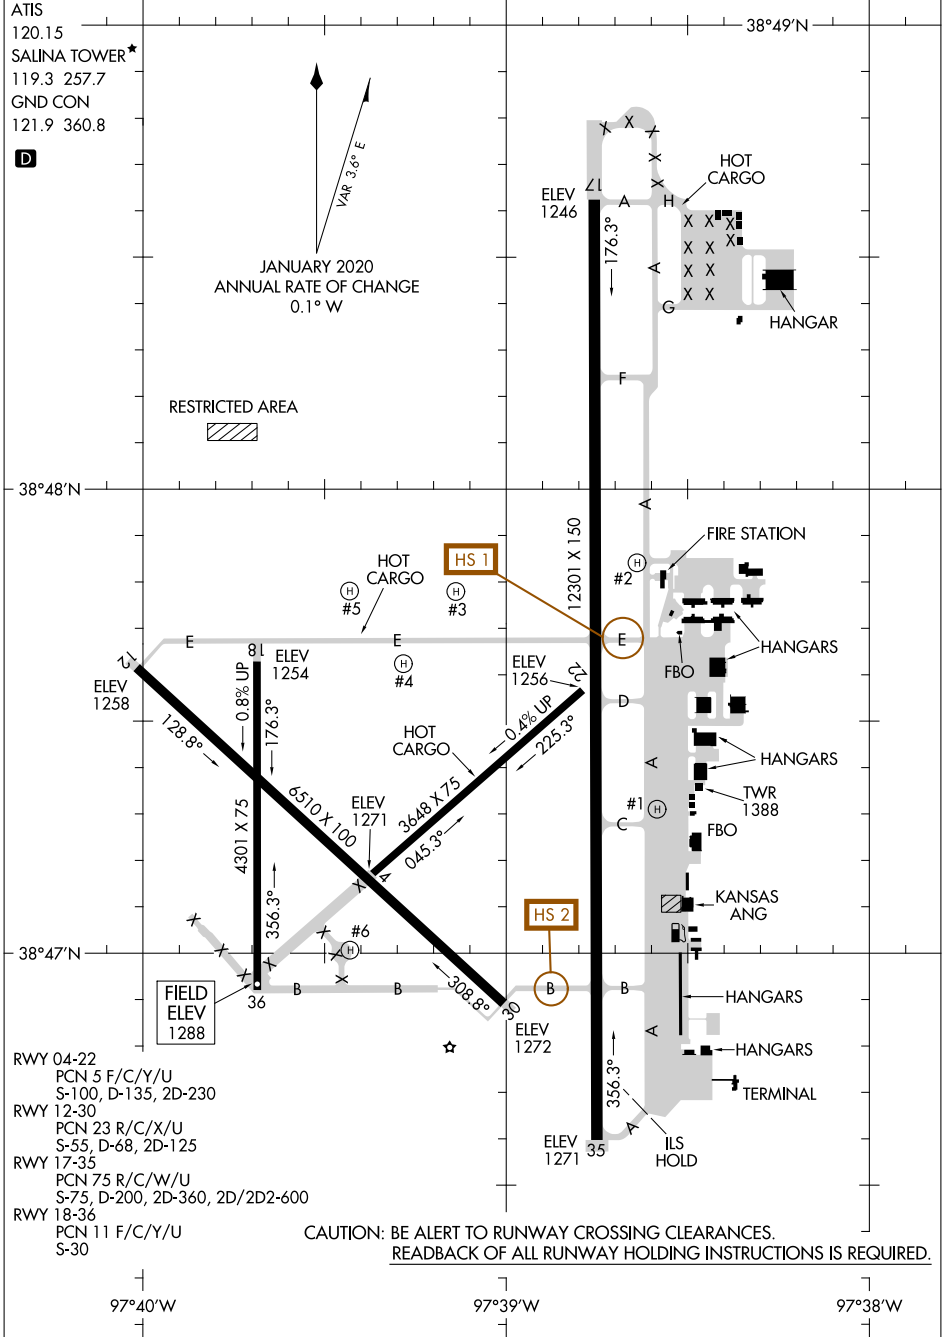 ATIS
120.15
SALINA TOWER★
119.3 257.7
GND CON
121.9 360.8
D
38°49'N
VAR 3.6° E
JANUARY 2020
ANNUAL RATE OF CHANGE
0.1° W
X X X
X
X
HOT
CARGO
ELEV
1246
17
A
H
X X X
X X X
X X
X X
176.3°
A
G
HANGAR
F
RESTRICTED AREA
38°48'N
A
12301 X 150
FIRE STATION
HS 1
HOT
CARGO
H
#2
H
#5
H
#3
E
E
E
HANGARS
FBO
12
18
ELEV
1254
H
#4
ELEV
1256
22
ELEV
1258
0.8% UP
176.3°
128.8°
0.4% UP
225.3°
D
HOT
CARGO
A
HANGARS
TWR
1388
6510 X 100
ELEV
1271
3648 X 75
045.3°
#1
H
C
FBO
4301 X 75
4
X
356.3°
KANSAS
ANG
HS 2
X
X
X
X
X
X
X
#6
H
38°47'N
FIELD
ELEV
1288
36
B
B
308.8°
30
B
B
HANGARS
ELEV
1272
A
HANGARS
356.3°
TERMINAL
RWY 04-22
PCN 5 F/C/Y/U
S-100, D-135, 2D-230
RWY 12-30
PCN 23 R/C/X/U
S-55, D-68, 2D-125
RWY 17-35
PCN 75 R/C/W/U
S-75, D-200, 2D-360, 2D/2D2-600
RWY 18-36
PCN 11 F/C/Y/U
S-30
ELEV
1271
35
A
ILS
HOLD
CAUTION: BE ALERT TO RUNWAY CROSSING CLEARANCES.
READBACK OF ALL RUNWAY HOLDING INSTRUCTIONS IS REQUIRED.
97°40'W
97°39'W
97°38'W